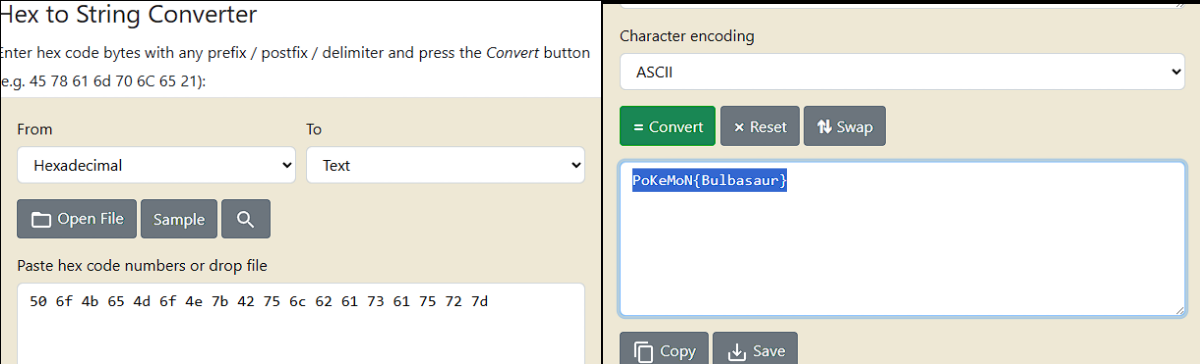 Hex to String Converter
Enter hex code bytes with any prefix / postfix / delimiter and press the Convert button
(e.g. 45 78 61 6d 70 6C 65 21):
From
To
Hexadecimal
Text
Open File
Sample
Paste hex code numbers or drop file
50 6f 4b 65 4d 6f 4e 7b 42 75 6c 62 61 73 61 75 72 7d
Character encoding
ASCII
= Convert
× Reset
Swap
PoKeMoN{Bulbasaur}
Copy
Save